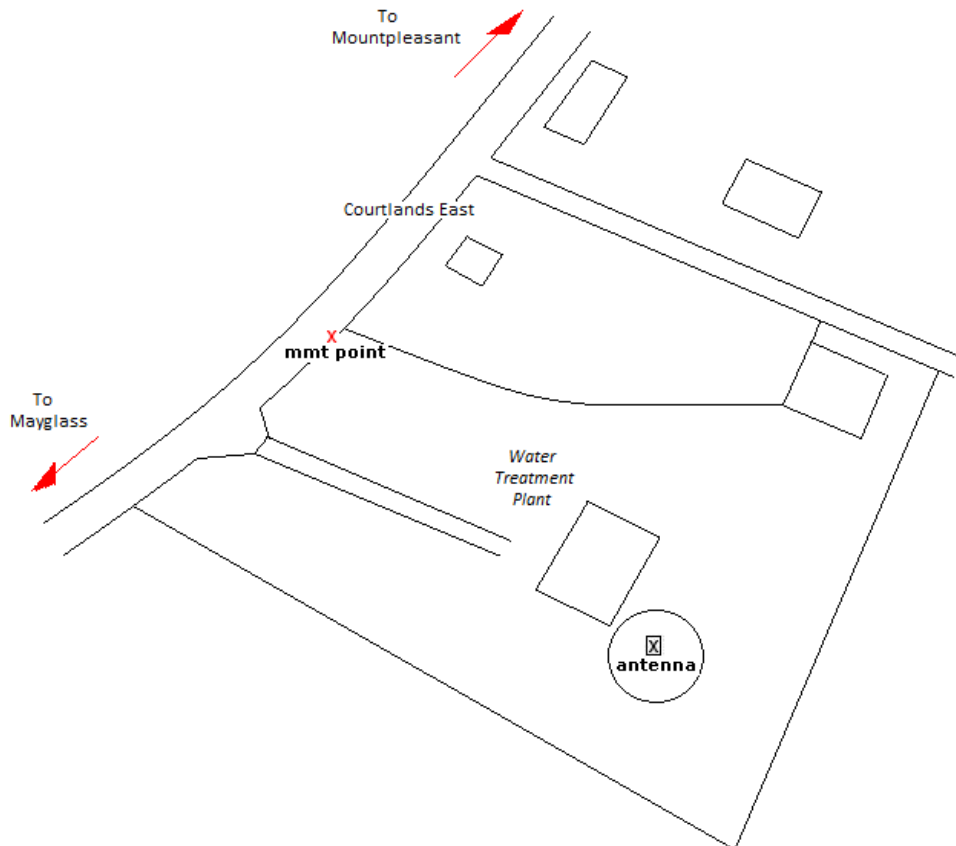 To
Mountpleasant
Courtlands East
X
mmt point
To
Mayglass
Water
Treatment
Plant
X
antenna